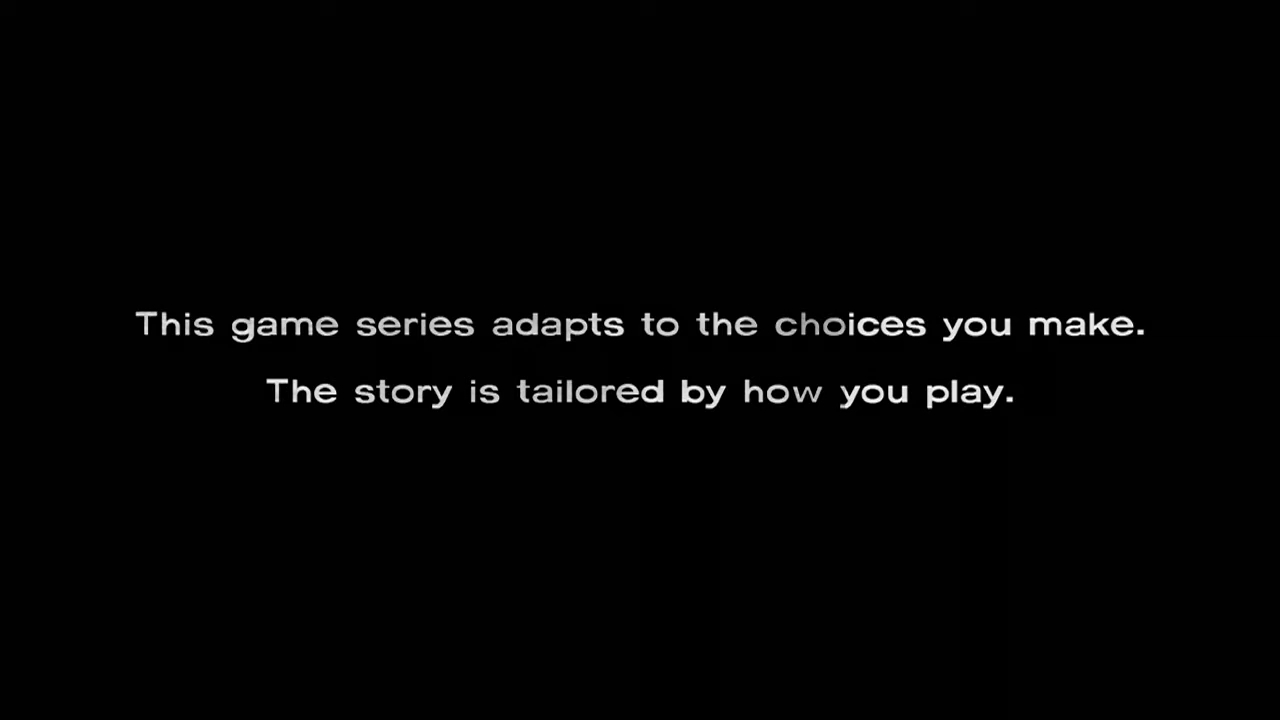 This game series adapts to the choices you make.
The story is tailored by how you play.